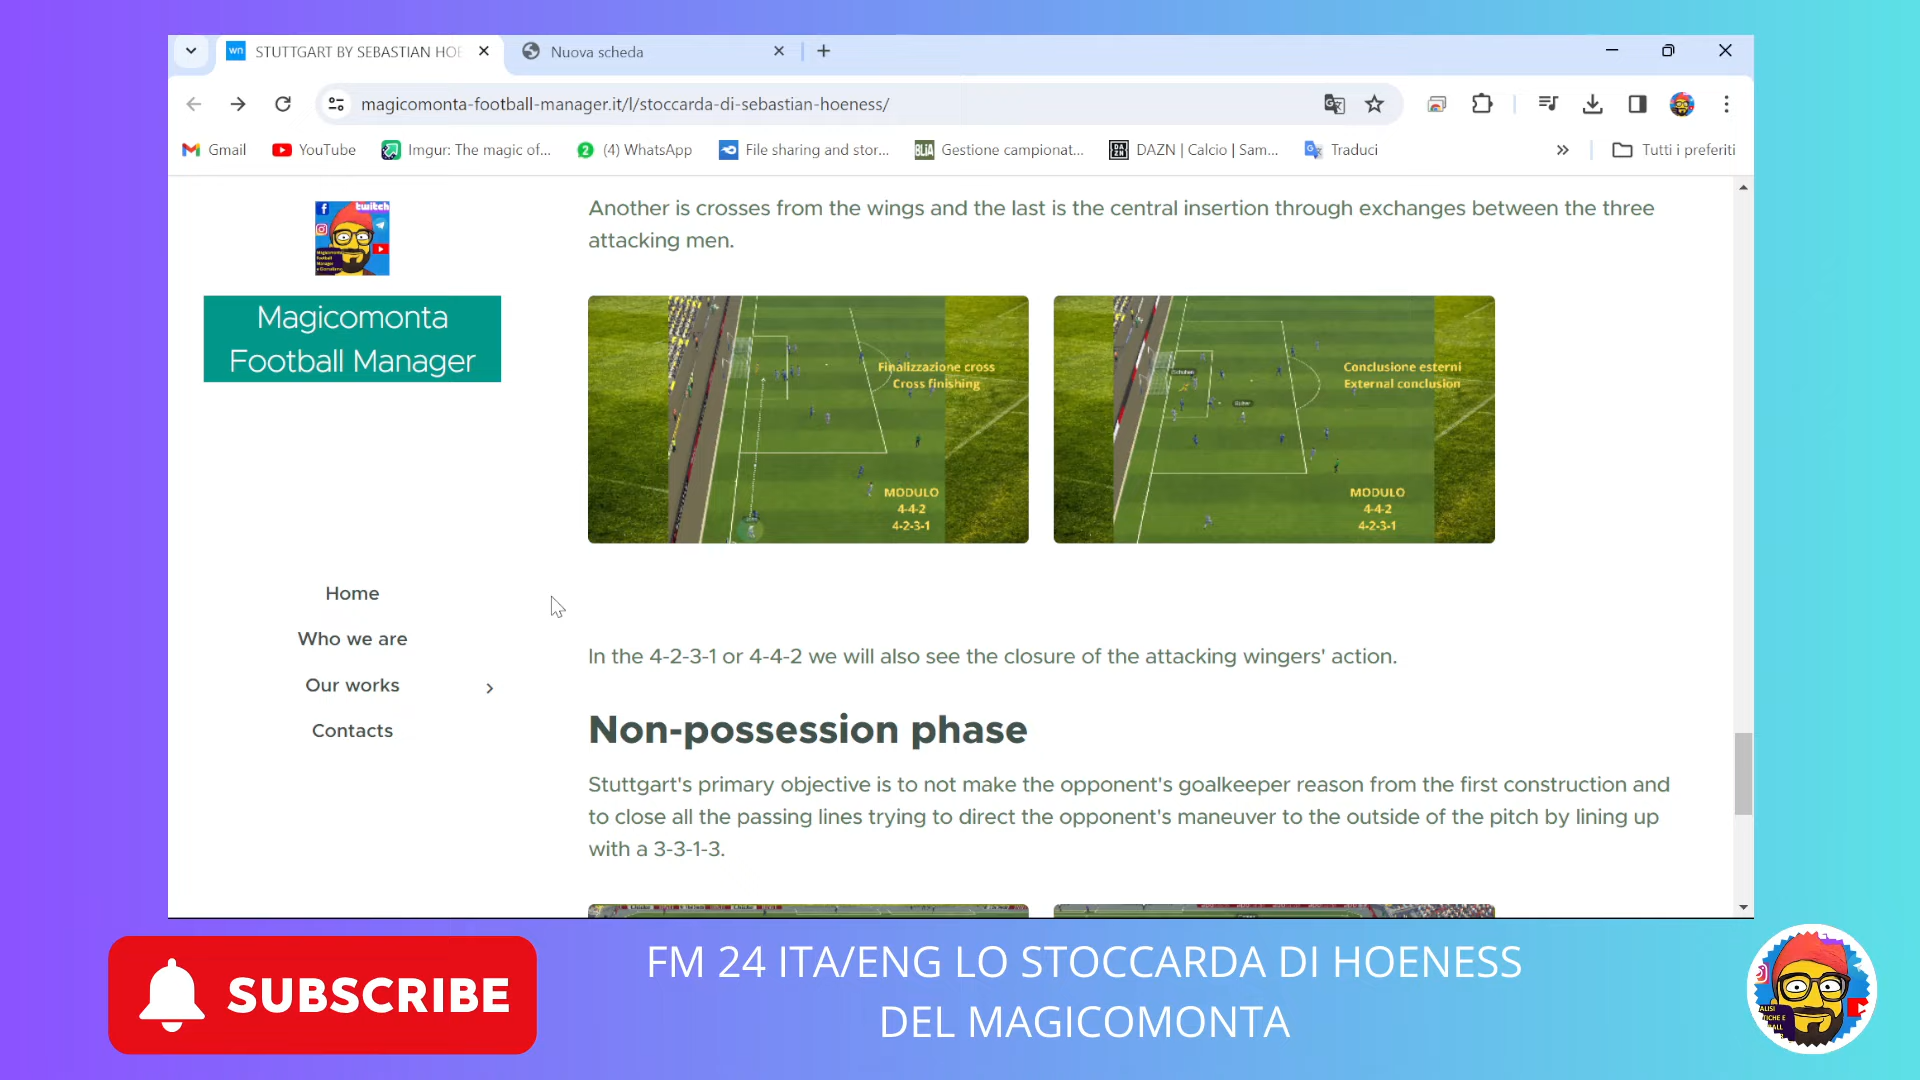 STUTTGART BY SEBASTIAN HOE
Nuova scheda
magicomonta-football-manager.it/l/stoccarda-di-sebastian-hoeness/
Gmail
YouTube
Imgur: The magic of...
(4) WhatsApp
File sharing and stor...
Gestione campionat...
DAZN | Calcio | Sam...
Traduci
Tutti i preferiti
twitch
Magicomonta
Football Manager
Another is crosses from the wings and the last is the central insertion through exchanges between the three
attacking men.
Finalizzazione cross
Cross finishing
MODULO
4-4-2
4-2-3-1
Conclusione esterni
External conclusion
MODULO
4-4-2
4-2-3-1
Home
Who we are
Our works
Contacts
In the 4-2-3-1 or 4-4-2 we will also see the closure of the attacking wingers' action.
Non-possession phase
Stuttgart's primary objective is to not make the opponent's goalkeeper reason from the first construction and
to close all the passing lines trying to direct the opponent's maneuver to the outside of the pitch by lining up
with a 3-3-1-3.
SUBSCRIBE
FM 24 ITA/ENG LO STOCCARDA DI HOENESS
DEL MAGICOMONTA